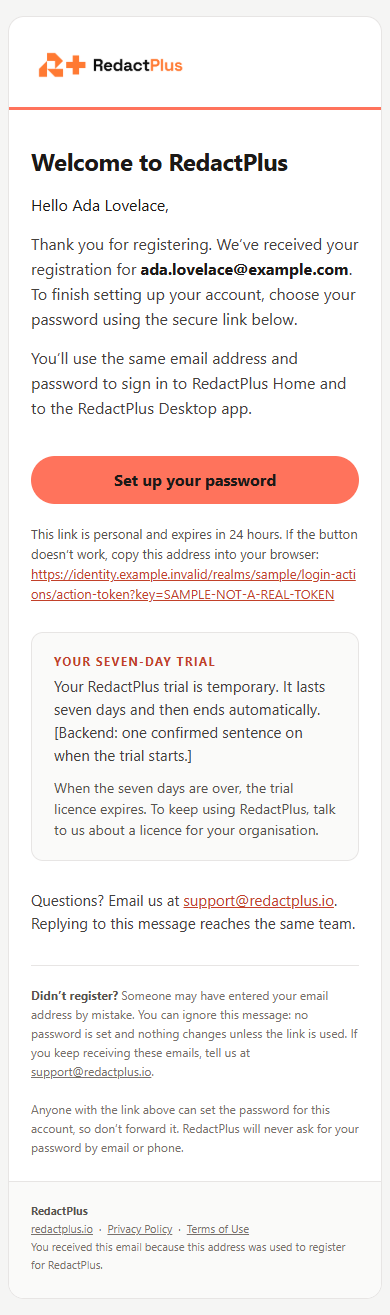 RedactPlus
Welcome to RedactPlus
Hello Ada Lovelace,
Thank you for registering. We’ve received your
registration for ada.lovelace@example.com.
To finish setting up your account, choose your
password using the secure link below.
You’ll use the same email address and
password to sign in to RedactPlus Home and
to the RedactPlus Desktop app.
Set up your password
This link is personal and expires in 24 hours. If the button
doesn’t work, copy this address into your browser:
https://identity.example.invalid/realms/sample/login-acti
ons/action-token?key=SAMPLE-NOT-A-REAL-TOKEN
YOUR SEVEN-DAY TRIAL
Your RedactPlus trial is temporary. It lasts
seven days and then ends automatically.
[Backend: one confirmed sentence on
when the trial starts.]
When the seven days are over, the trial
licence expires. To keep using RedactPlus, talk
to us about a licence for your organisation.
Questions? Email us at support@redactplus.io.
Replying to this message reaches the same team.
Didn’t register? Someone may have entered your email
address by mistake. You can ignore this message: no
password is set and nothing changes unless the link is used. If
you keep receiving these emails, tell us at
support@redactplus.io.
Anyone with the link above can set the password for this
account, so don’t forward it. RedactPlus will never ask for your
password by email or phone.
RedactPlus
redactplus.io · Privacy Policy · Terms of Use
You received this email because this address was used to register
for RedactPlus.